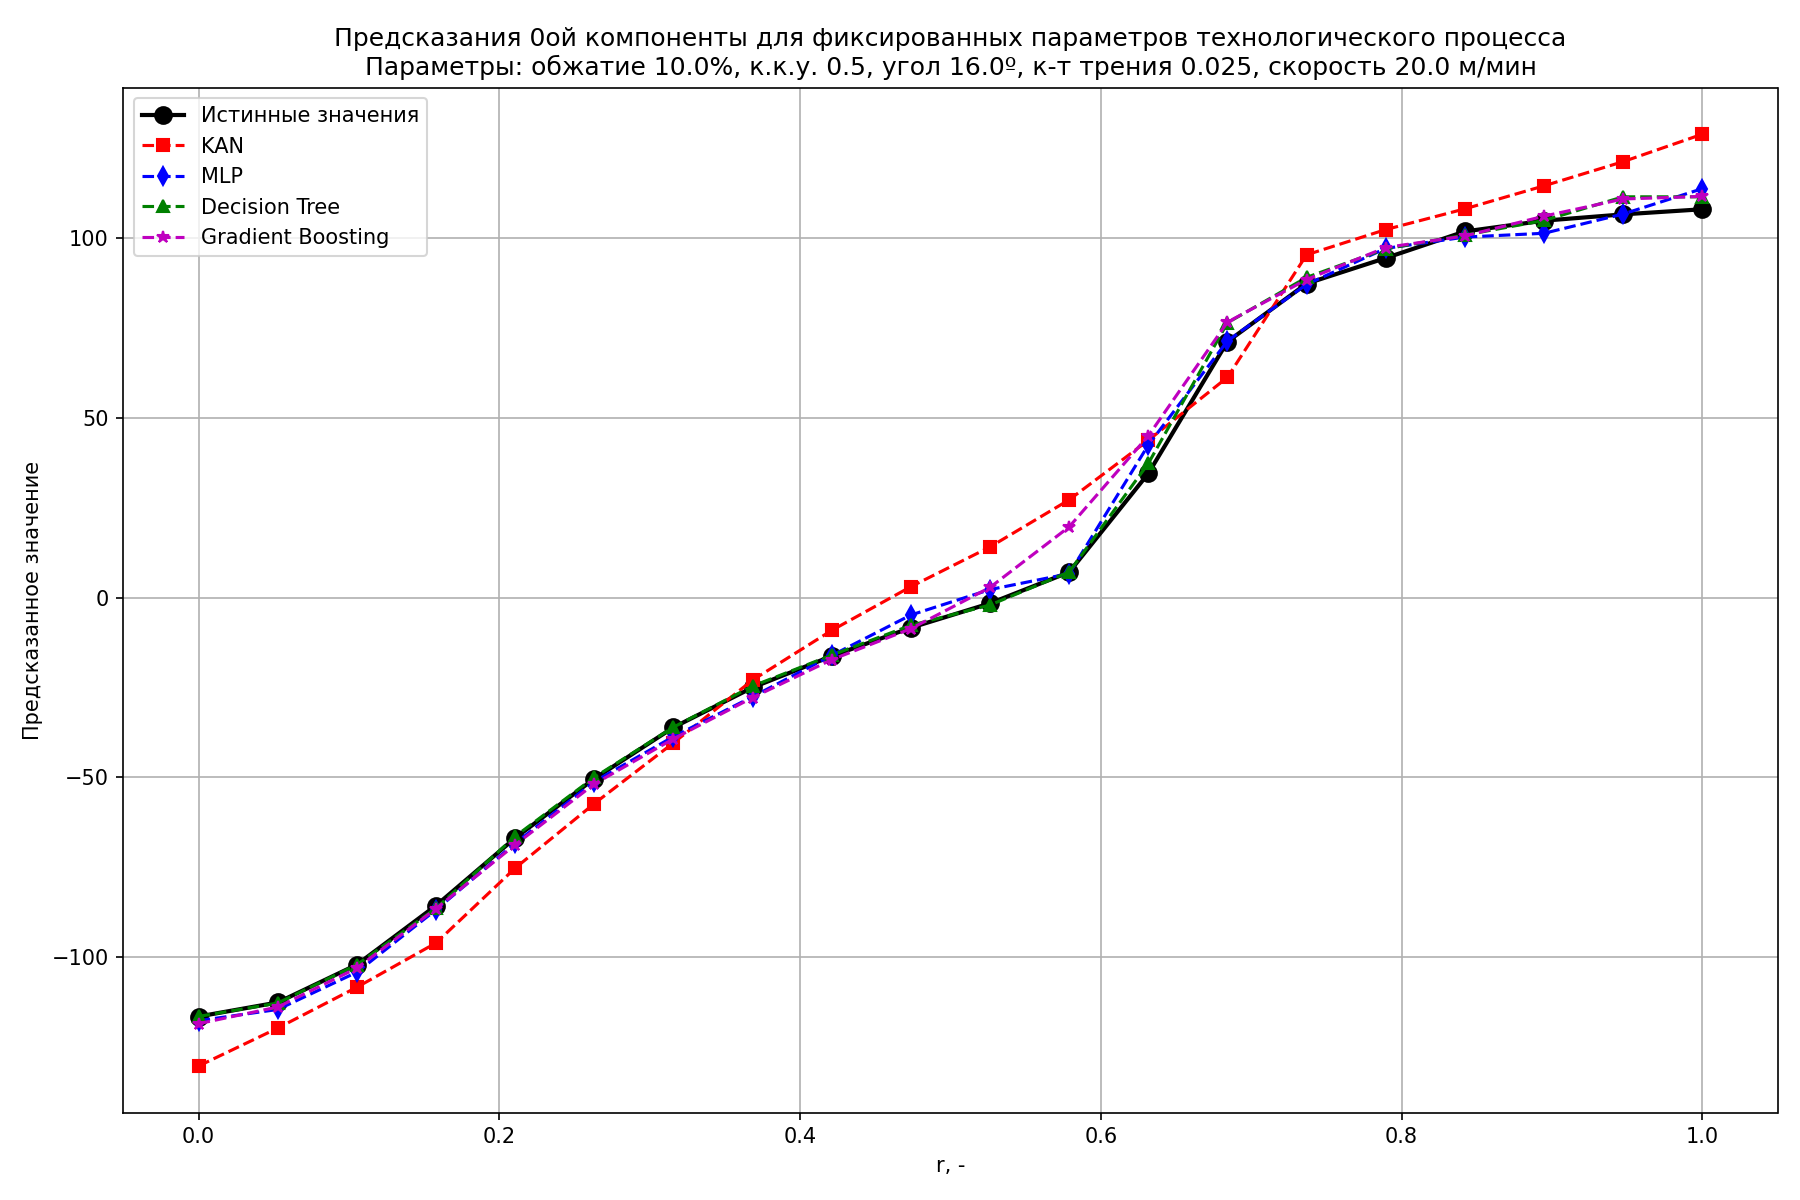 Предсказания 0ой компоненты для фиксированных параметров технологического процесса
Параметры: обжатие 10.0%, к.к.у. 0.5, угол 16.0º, к-т трения 0.025, скорость 20.0 м/мин
Истинные значения
KAN
MLP
Decision Tree
Gradient Boosting
Предсказанное значение
100
50
0
−50
−100
0.0 0.2 0.4 0.6 0.8 1.0
r, -